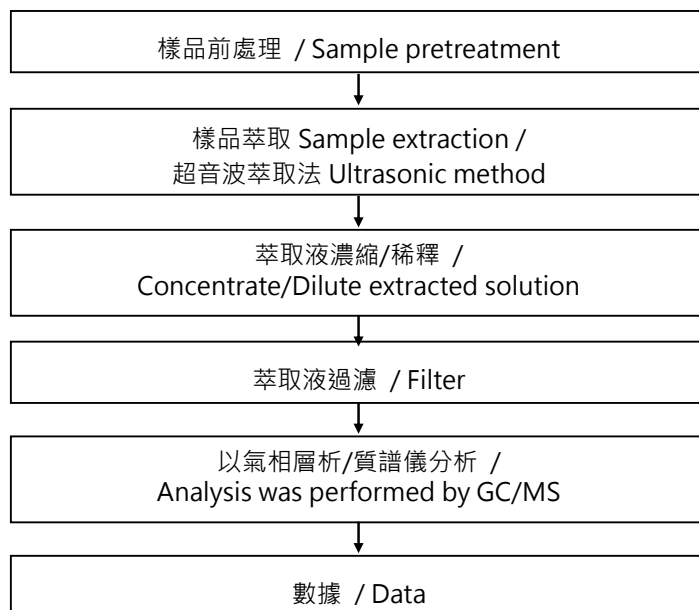 樣品前處理 / Sample pretreatment
樣品萃取 Sample extraction /
超音波萃取法 Ultrasonic method
萃取液濃縮/稀釋 /
Concentrate/Dilute extracted solution
萃取液過濾 / Filter
以氣相層析/質譜儀分析 /
Analysis was performed by GC/MS
數據 / Data